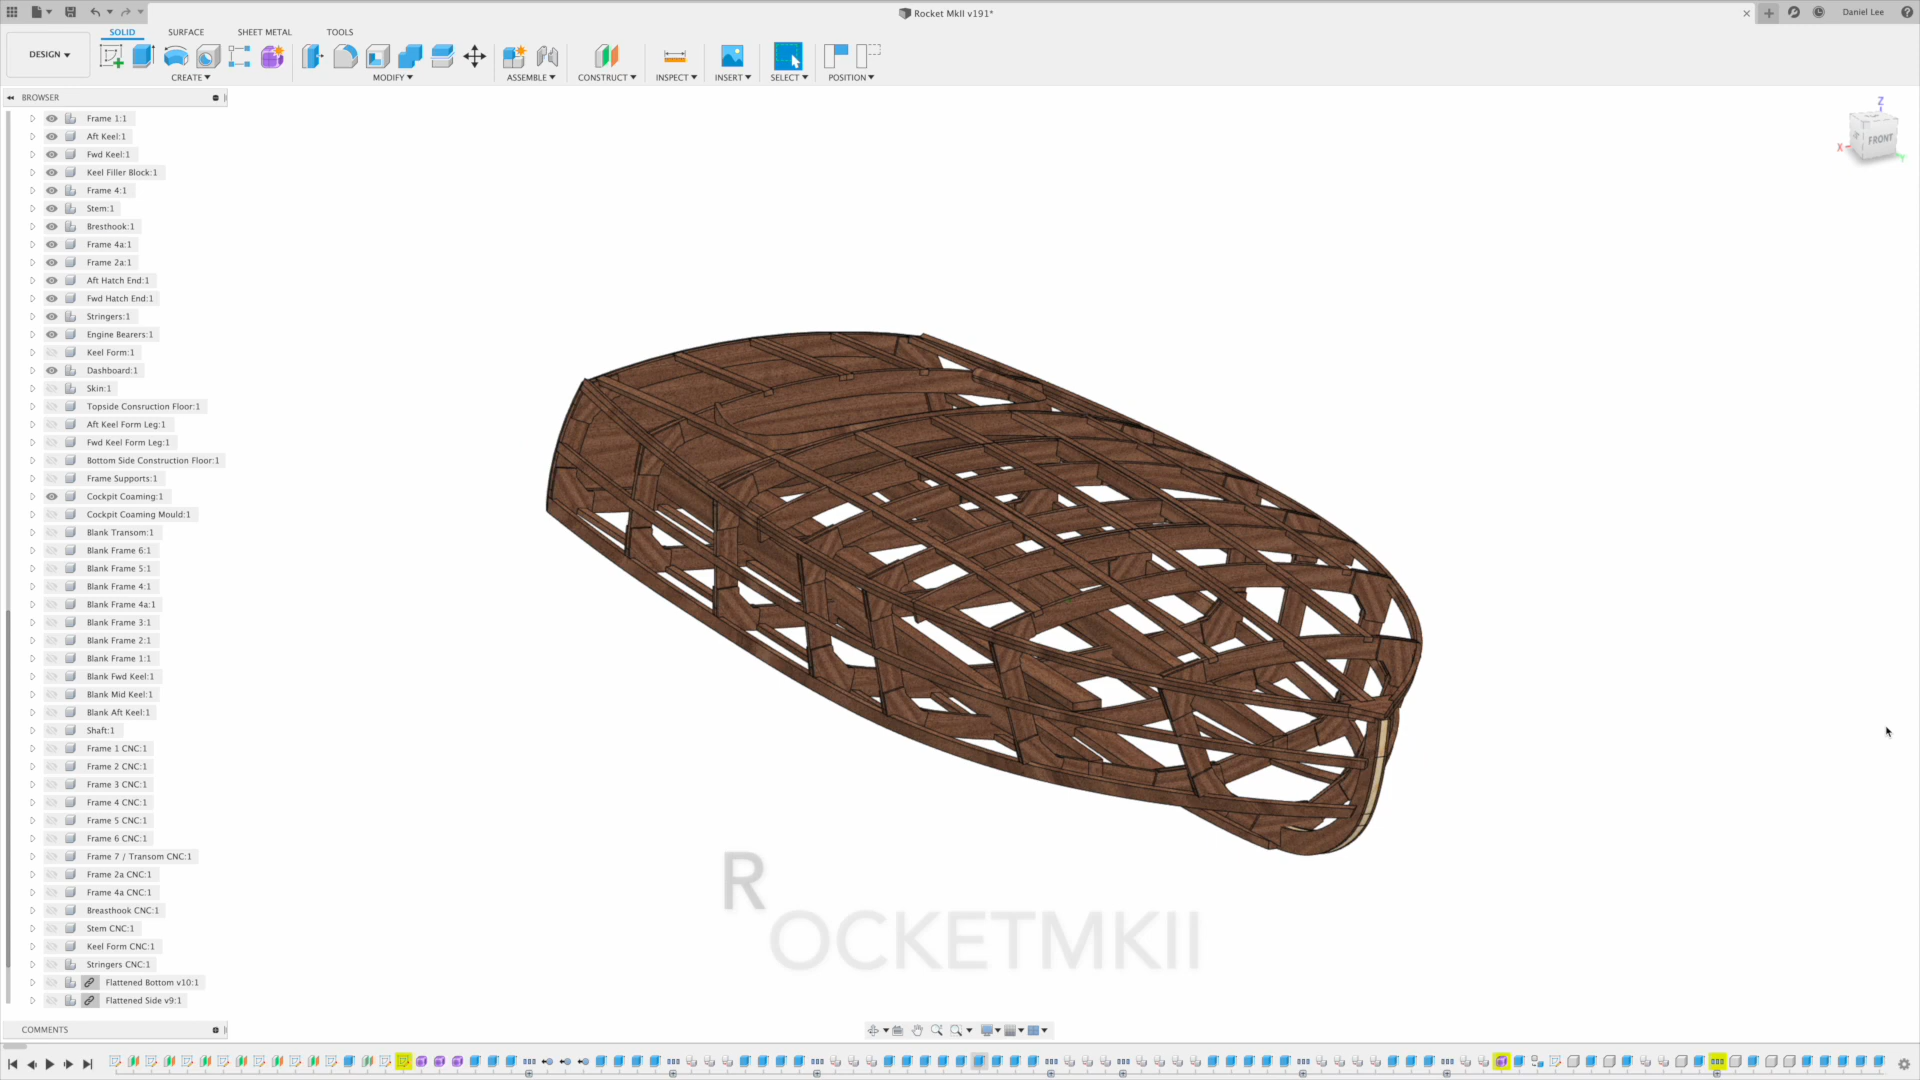 Rocket MkII v191*
Daniel Lee
DESIGN
SOLID
SURFACE
SHEET METAL
TOOLS
CREATE
MODIFY
ASSEMBLE
CONSTRUCT
INSPECT
INSERT
SELECT
POSITION
BROWSER
Frame 1:1
Aft Keel:1
Fwd Keel:1
Keel Filler Block:1
Frame 4:1
Stem:1
Bresthook:1
Frame 4a:1
Frame 2a:1
Aft Hatch End:1
Fwd Hatch End:1
Stringers:1
Engine Bearers:1
Keel Form:1
Dashboard:1
Skin:1
Topside Consruction Floor:1
Aft Keel Form Leg:1
Fwd Keel Form Leg:1
Bottom Side Construction Floor:1
Frame Supports:1
Cockpit Coaming:1
Cockpit Coaming Mould:1
Blank Transom:1
Blank Frame 6:1
Blank Frame 5:1
Blank Frame 4:1
Blank Frame 4a:1
Blank Frame 3:1
Blank Frame 2:1
Blank Frame 1:1
Blank Fwd Keel:1
Blank Mid Keel:1
Blank Aft Keel:1
Shaft:1
Frame 1 CNC:1
Frame 2 CNC:1
Frame 3 CNC:1
Frame 4 CNC:1
Frame 5 CNC:1
Frame 6 CNC:1
Frame 7 / Transom CNC:1
Frame 2a CNC:1
Frame 4a CNC:1
Breasthook CNC:1
Stem CNC:1
Keel Form CNC:1
Stringers CNC:1
Flattened Bottom v10:1
Flattened Side v9:1
COMMENTS
Z
FRONT
X
Y
R
OCKETMKII